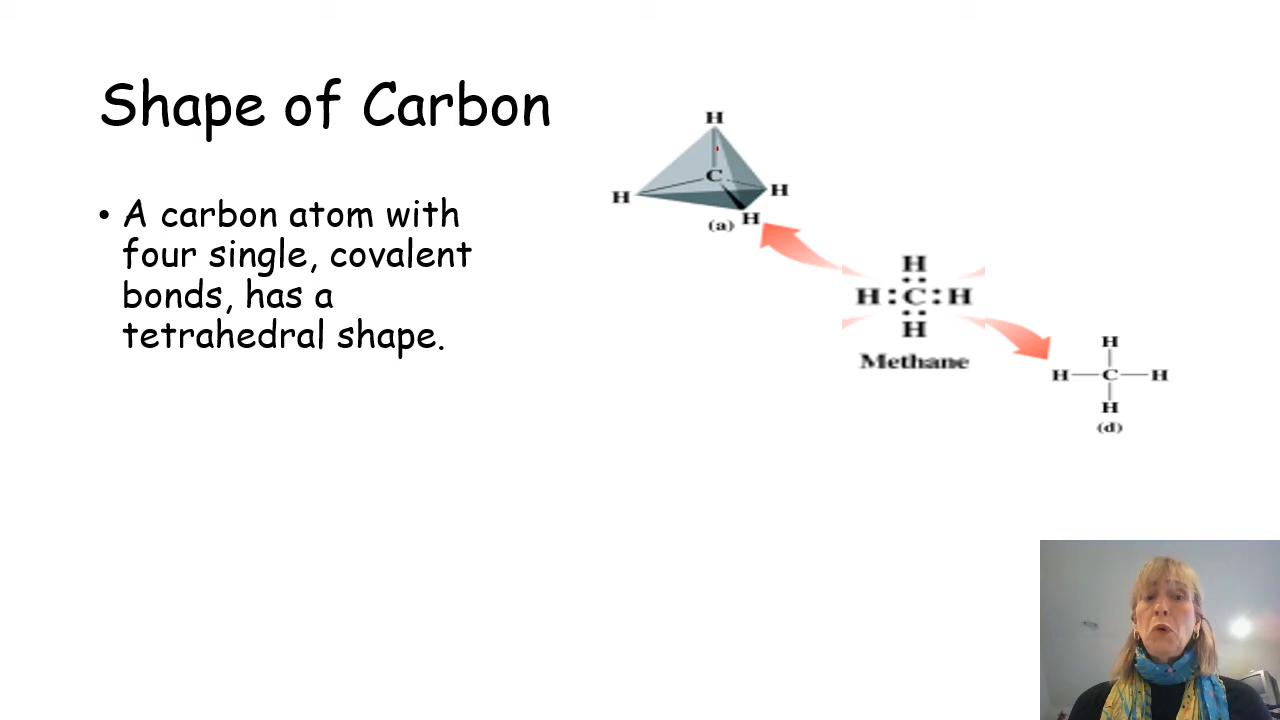 Shape of Carbon
• A carbon atom with
four single, covalent
bonds, has a
tetrahedral shape.
H
C
H H
H
(a)
H
H:C:H
H
Methane
H
H—C—H
H
(d)